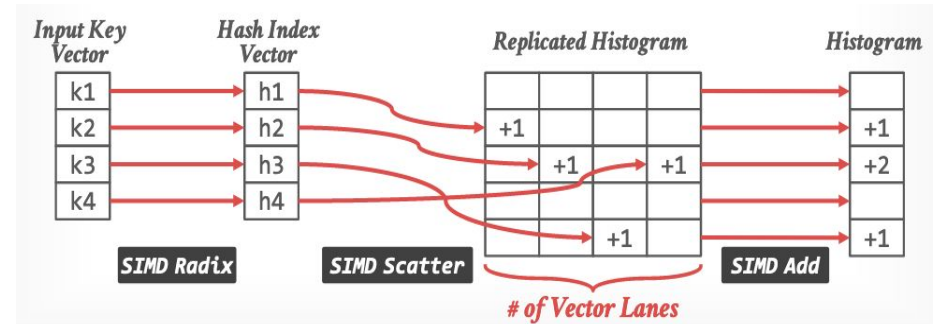 Input Key
Vector
Hash Index
Vector
Replicated Histogram
Histogram
k1
h1
k2
h2
+1
+1
k3
h3
+1
+1
+2
k4
h4
+1
+1
SIMD Radix
SIMD Scatter
SIMD Add
# of Vector Lanes